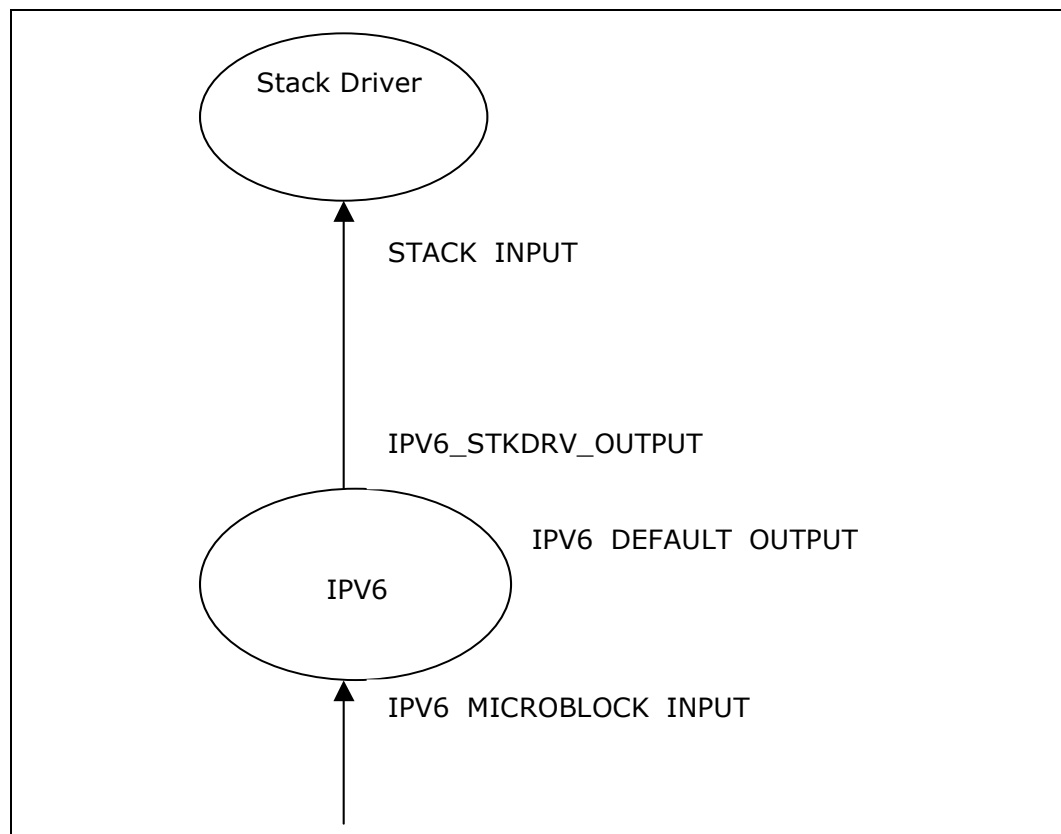 Stack Driver
STACK INPUT
IPV6_STKDRV_OUTPUT
IPV6 DEFAULT OUTPUT
IPV6
IPV6 MICROBLOCK INPUT